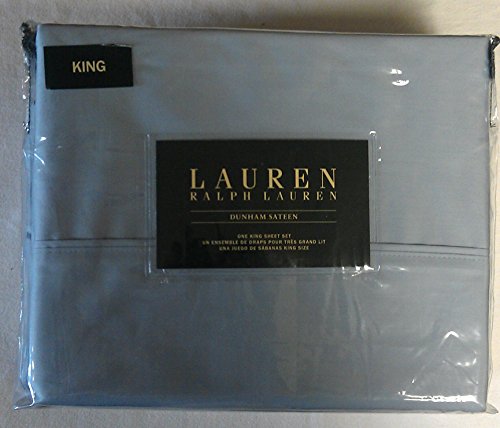 KING
LAUREN
RALPH LAUREN
DUNHAM SATEEN
ONE KING SHEET SET
UN ENSEMBLE DE DRAPS POUR TRÈS GRAND LIT
UNA JUEGO DE SÁBANAS KING SIZE